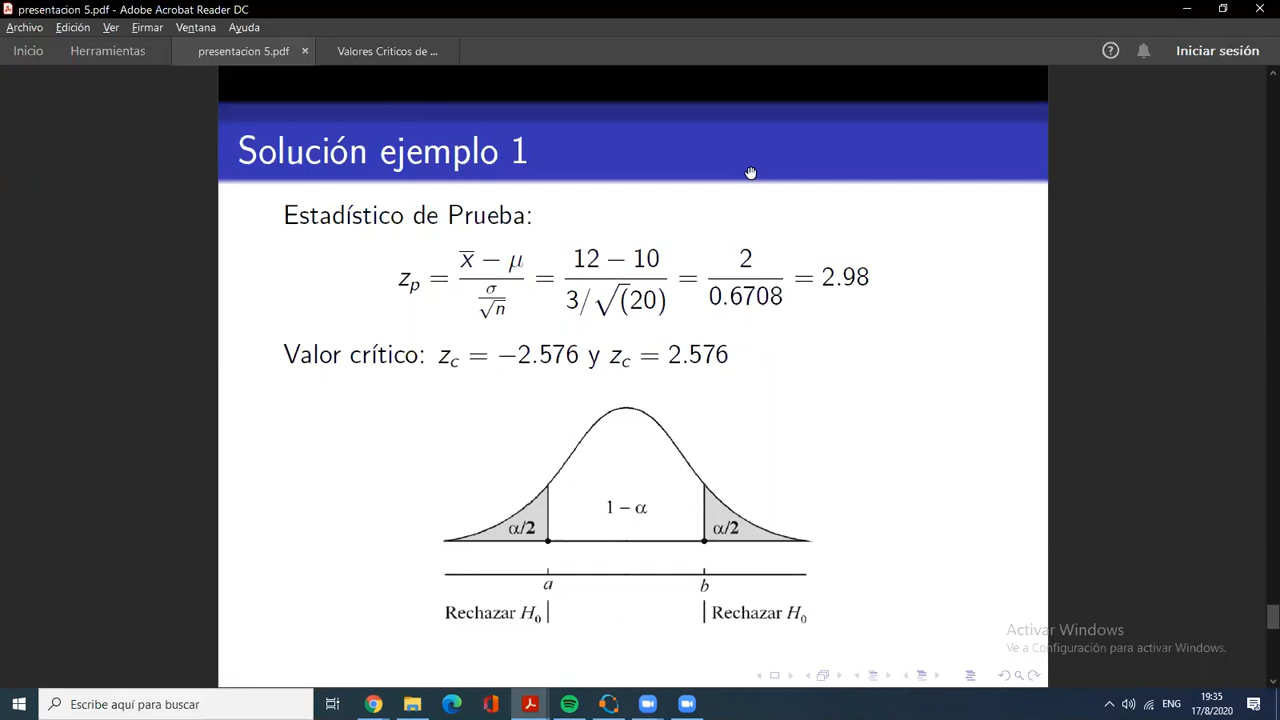 presentacion 5.pdf - Adobe Acrobat Reader DC
Archivo Edición Ver Firmar Ventana Ayuda
Inicio Herramientas presentacion 5.pdf × Valores Criticos de ... Iniciar sesión
Solución ejemplo 1
Estadístico de Prueba:
z_p = (x̅ − μ)/(σ/√n) = (12 − 10)/(3/√(20)) = 2/0.6708 = 2.98
Valor crítico: z_c = −2.576 y z_c = 2.576
1 − α
α/2 α/2
a b
Rechazar H₀ Rechazar H₀
Activar Windows
Ve a Configuración para activar Windows.
Escribe aquí para buscar
ENG
19:35
17/8/2020